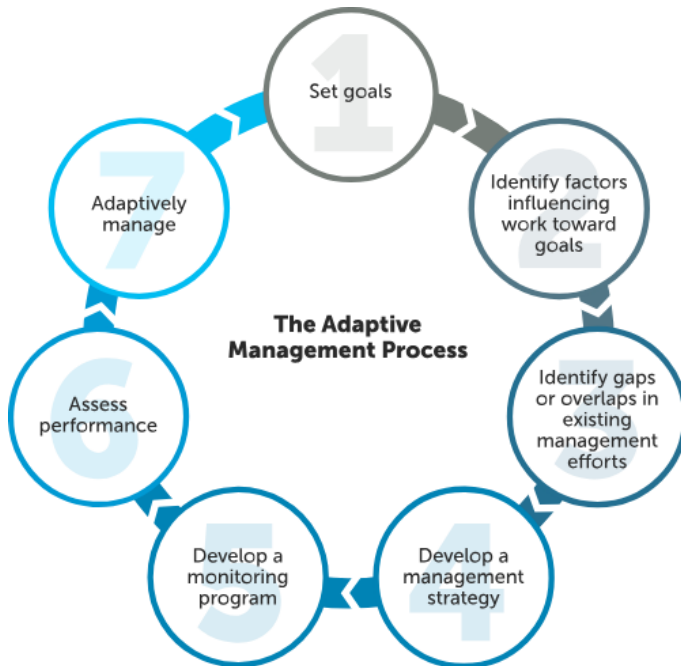 1
Set goals
2
Identify factors
influencing
work toward
goals
3
Identify gaps
or overlaps in
existing
management
efforts
4
Develop a
management
strategy
5
Develop a
monitoring
program
6
Assess
performance
7
Adaptively
manage
The Adaptive
Management Process